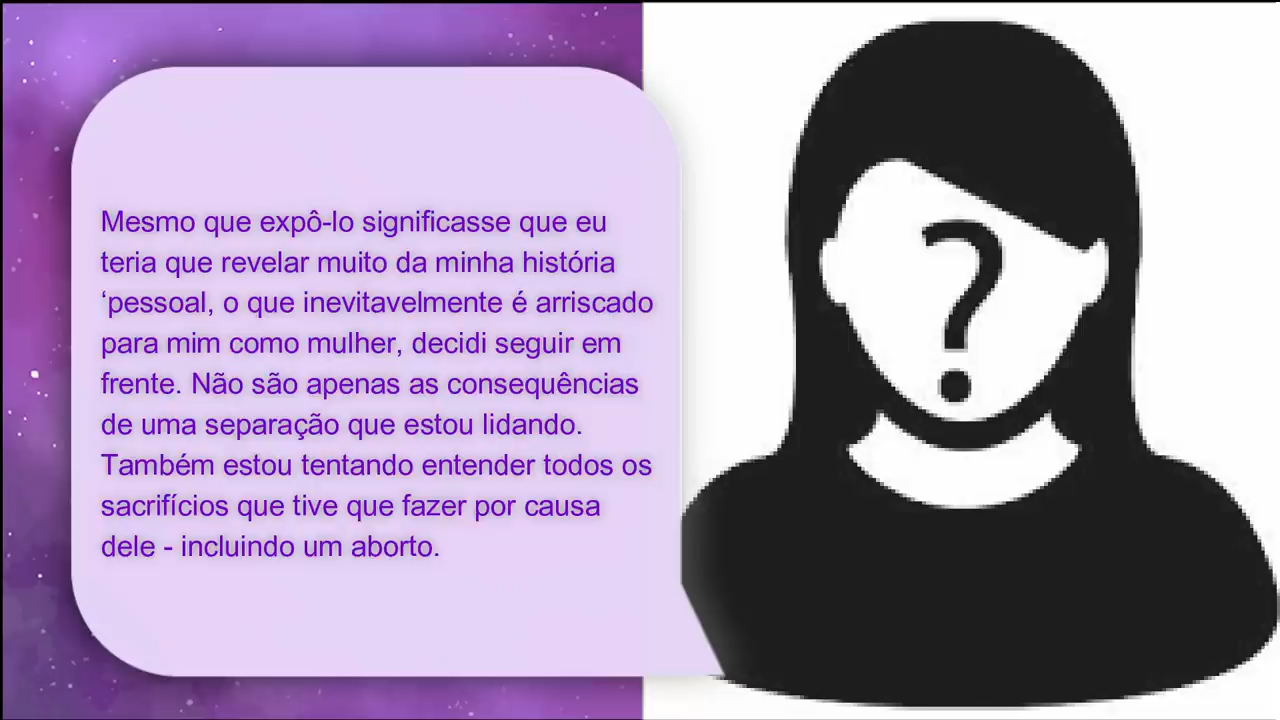 Mesmo que expô-lo significasse que eu
teria que revelar muito da minha história
‘pessoal, o que inevitavelmente é arriscado
para mim como mulher, decidi seguir em
frente. Não são apenas as consequências
de uma separação que estou lidando.
Também estou tentando entender todos os
sacrifícios que tive que fazer por causa
dele - incluindo um aborto.
?